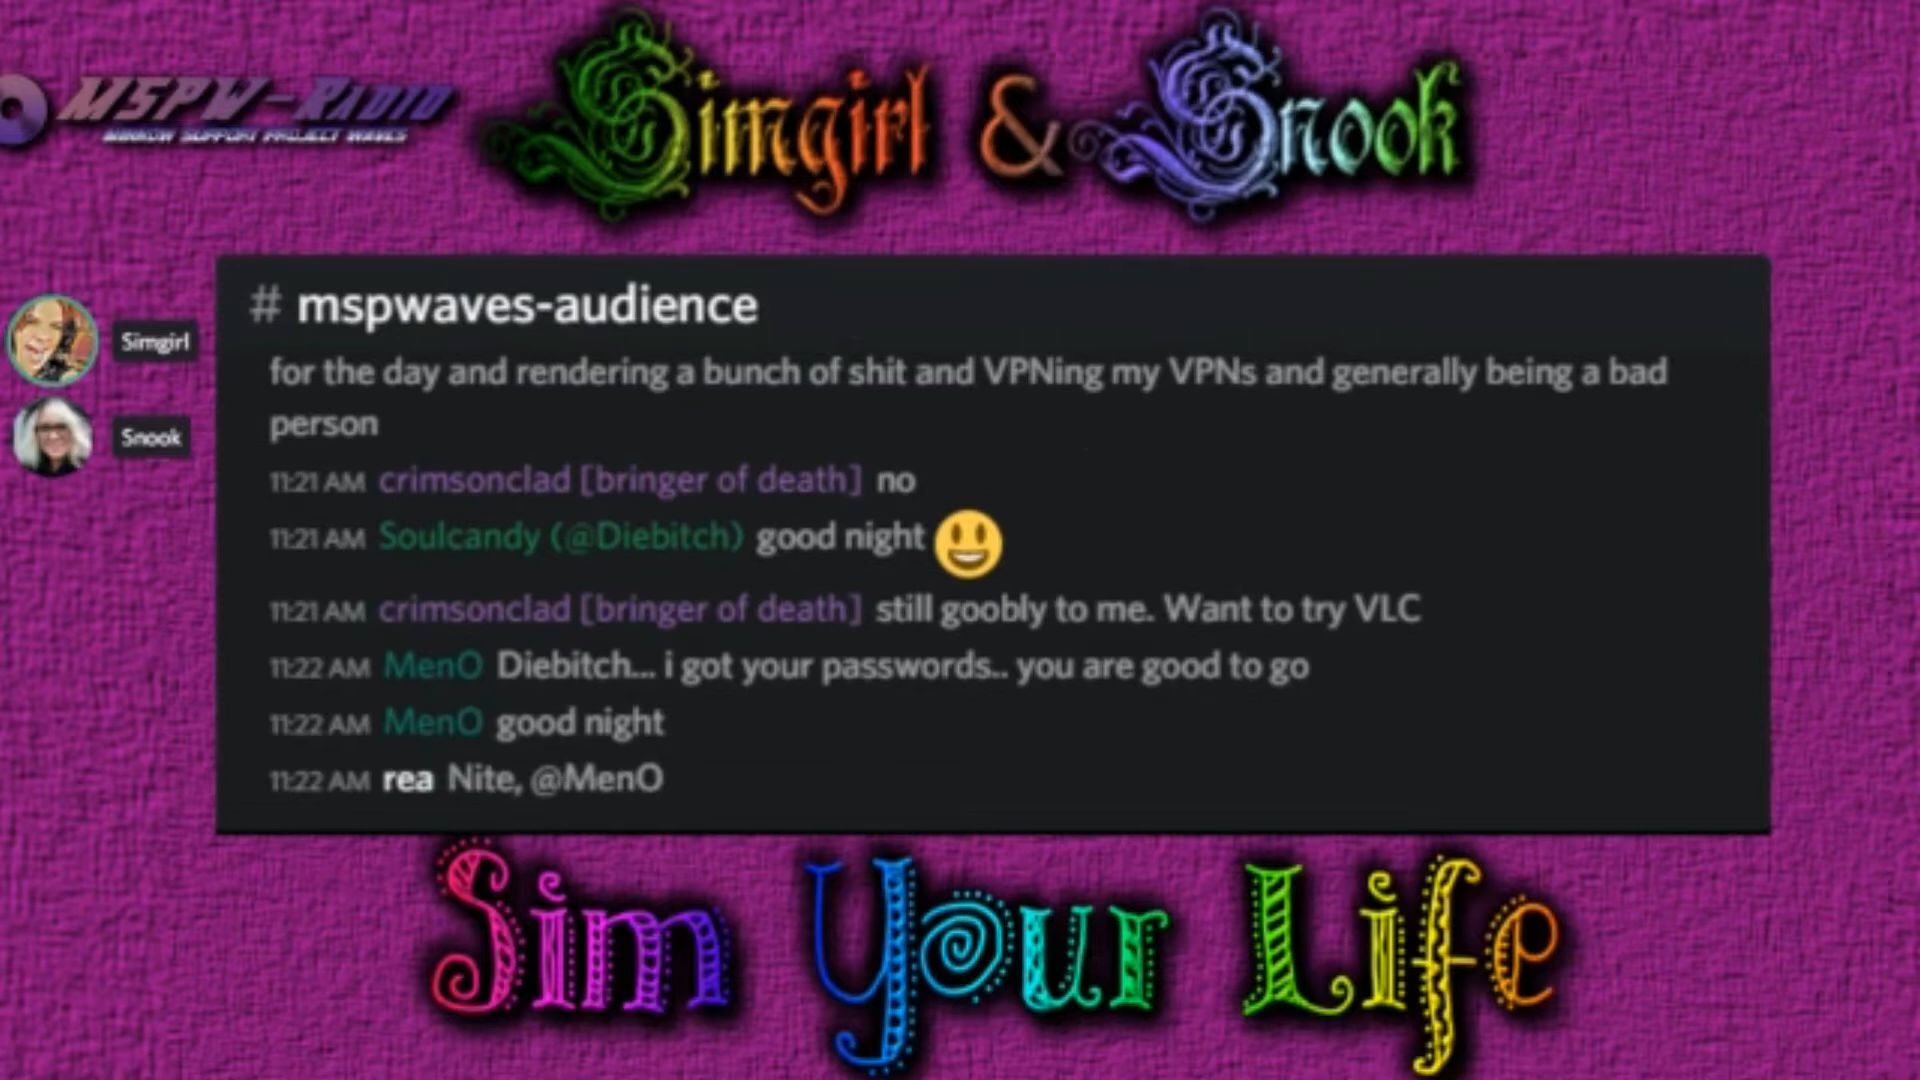 MSPW-Radio
MINNOW SUPPORT PROJECT WAVES
Simgirl & Snook
# mspwaves-audience
for the day and rendering a bunch of shit and VPNing my VPNs and generally being a bad
person
11:21 AM crimsonclad [bringer of death] no
11:21 AM Soulcandy (@Diebitch) good night 😃
11:21 AM crimsonclad [bringer of death] still goobly to me. Want to try VLC
11:22 AM MenO Diebitch... i got your passwords.. you are good to go
11:22 AM MenO good night
11:22 AM rea Nite, @MenO
Simgirl
Snook
Sim Your Life